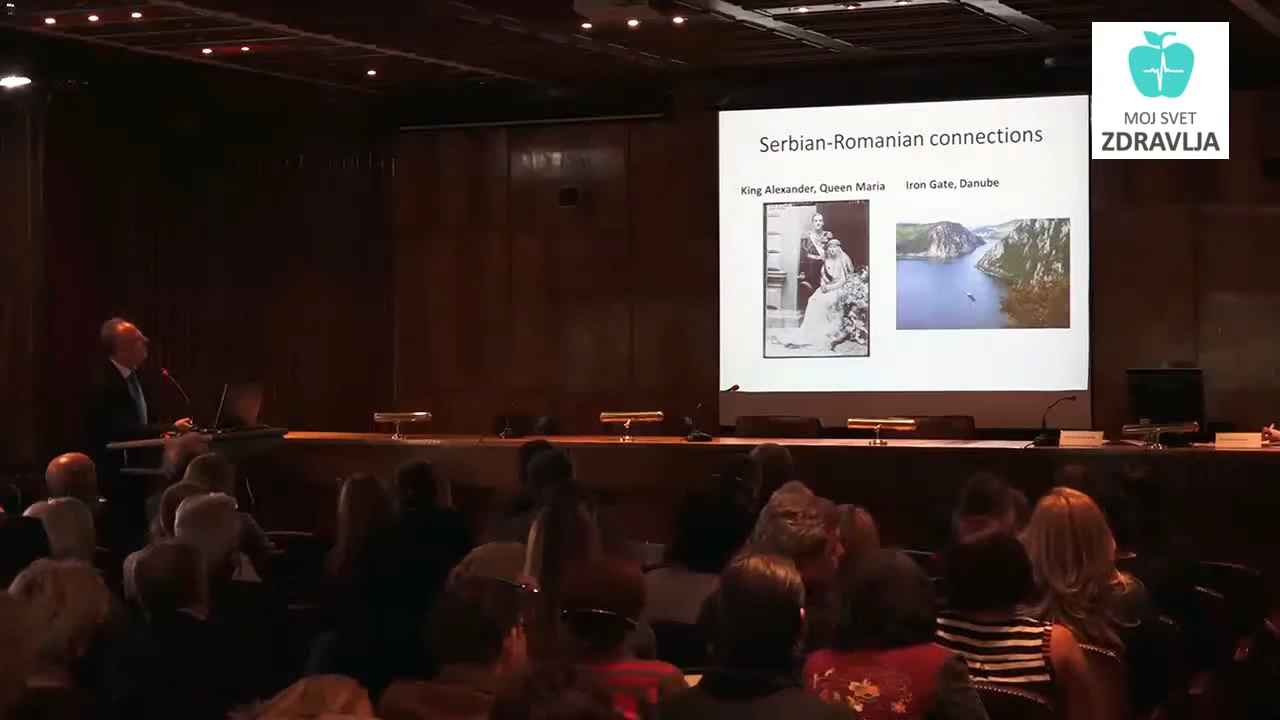 MOJ SVET
ZDRAVLJA
Serbian-Romanian connections
King Alexander, Queen Maria
Iron Gate, Danube